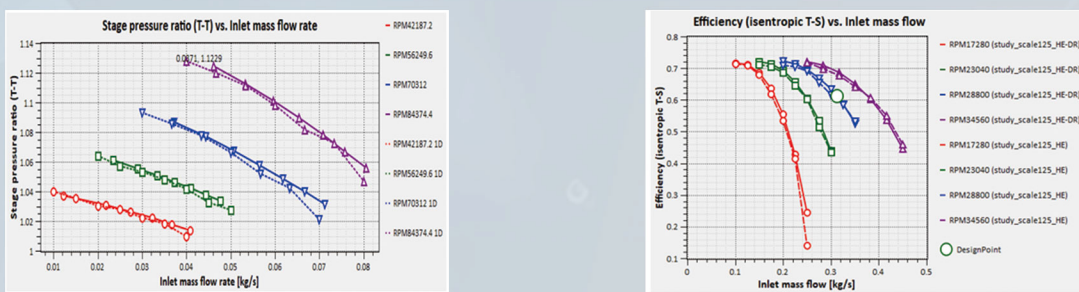 Stage pressure ratio (T-T) vs. Inlet mass flow rate
Stage pressure ratio (T-T)
1.14
1.12
1.10
1.08
1.06
1.04
1.02
1
0.01
0.02
0.03
0.04
0.05
0.06
0.07
0.08
Inlet mass flow rate [kg/s]
1.1229
RPM42187.2
RPM56249.6
RPM70312
RPM84374.4
RPM42187.2 1D
RPM56249.6 1D
RPM70312 1D
RPM84374.4 1D
Efficiency (isentropic T-S) vs. Inlet mass flow
Efficiency (isentropic T-S)
0.8
0.7
0.6
0.5
0.4
0.3
0.2
0.1
0
0.1
0.2
0.3
0.4
0.5
Inlet mass flow [kg/s]
RPM17280 (study_scale125_HE-DR)
RPM23040 (study_scale125_HE-DR)
RPM28800 (study_scale125_HE-DR)
RPM34560 (study_scale125_HE-DR)
RPM17280 (study_scale125_HE)
RPM23040 (study_scale125_HE)
RPM28800 (study_scale125_HE)
RPM34560 (study_scale125_HE)
DesignPoint